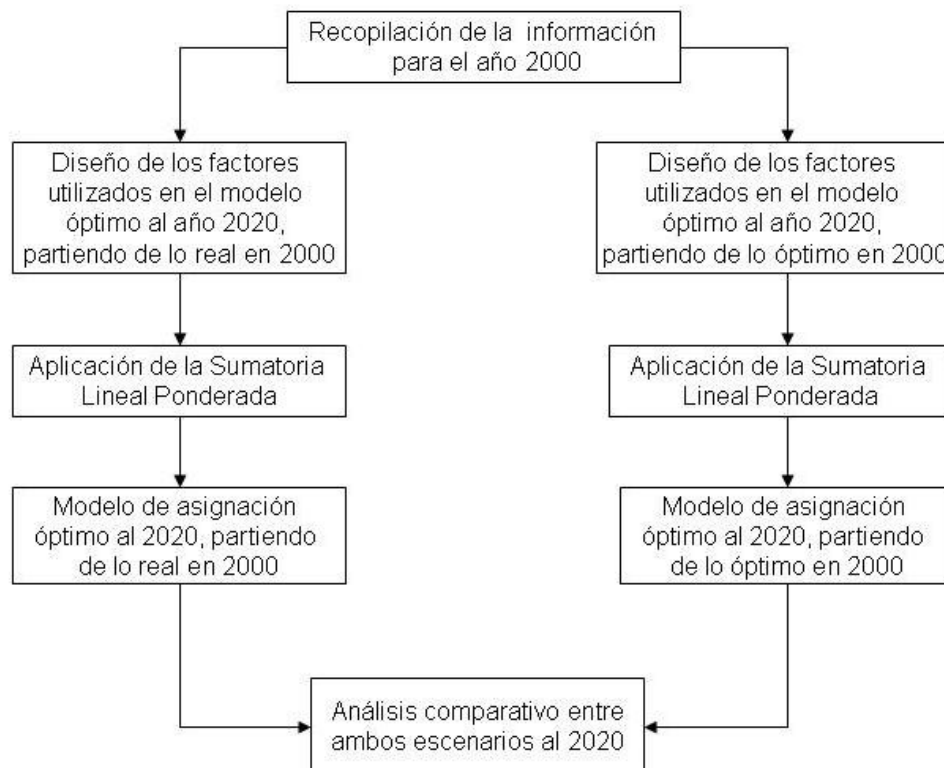 Recopilación de la información
para el año 2000
Diseño de los factores
utilizados en el modelo
óptimo al año 2020,
partiendo de lo real en 2000
Diseño de los factores
utilizados en el modelo
óptimo al año 2020,
partiendo de lo óptimo en 2000
Aplicación de la Sumatoria
Lineal Ponderada
Aplicación de la Sumatoria
Lineal Ponderada
Modelo de asignación
óptimo al 2020, partiendo
de lo real en 2000
Modelo de asignación
óptimo al 2020, partiendo
de lo óptimo en 2000
Análisis comparativo entre
ambos escenarios al 2020